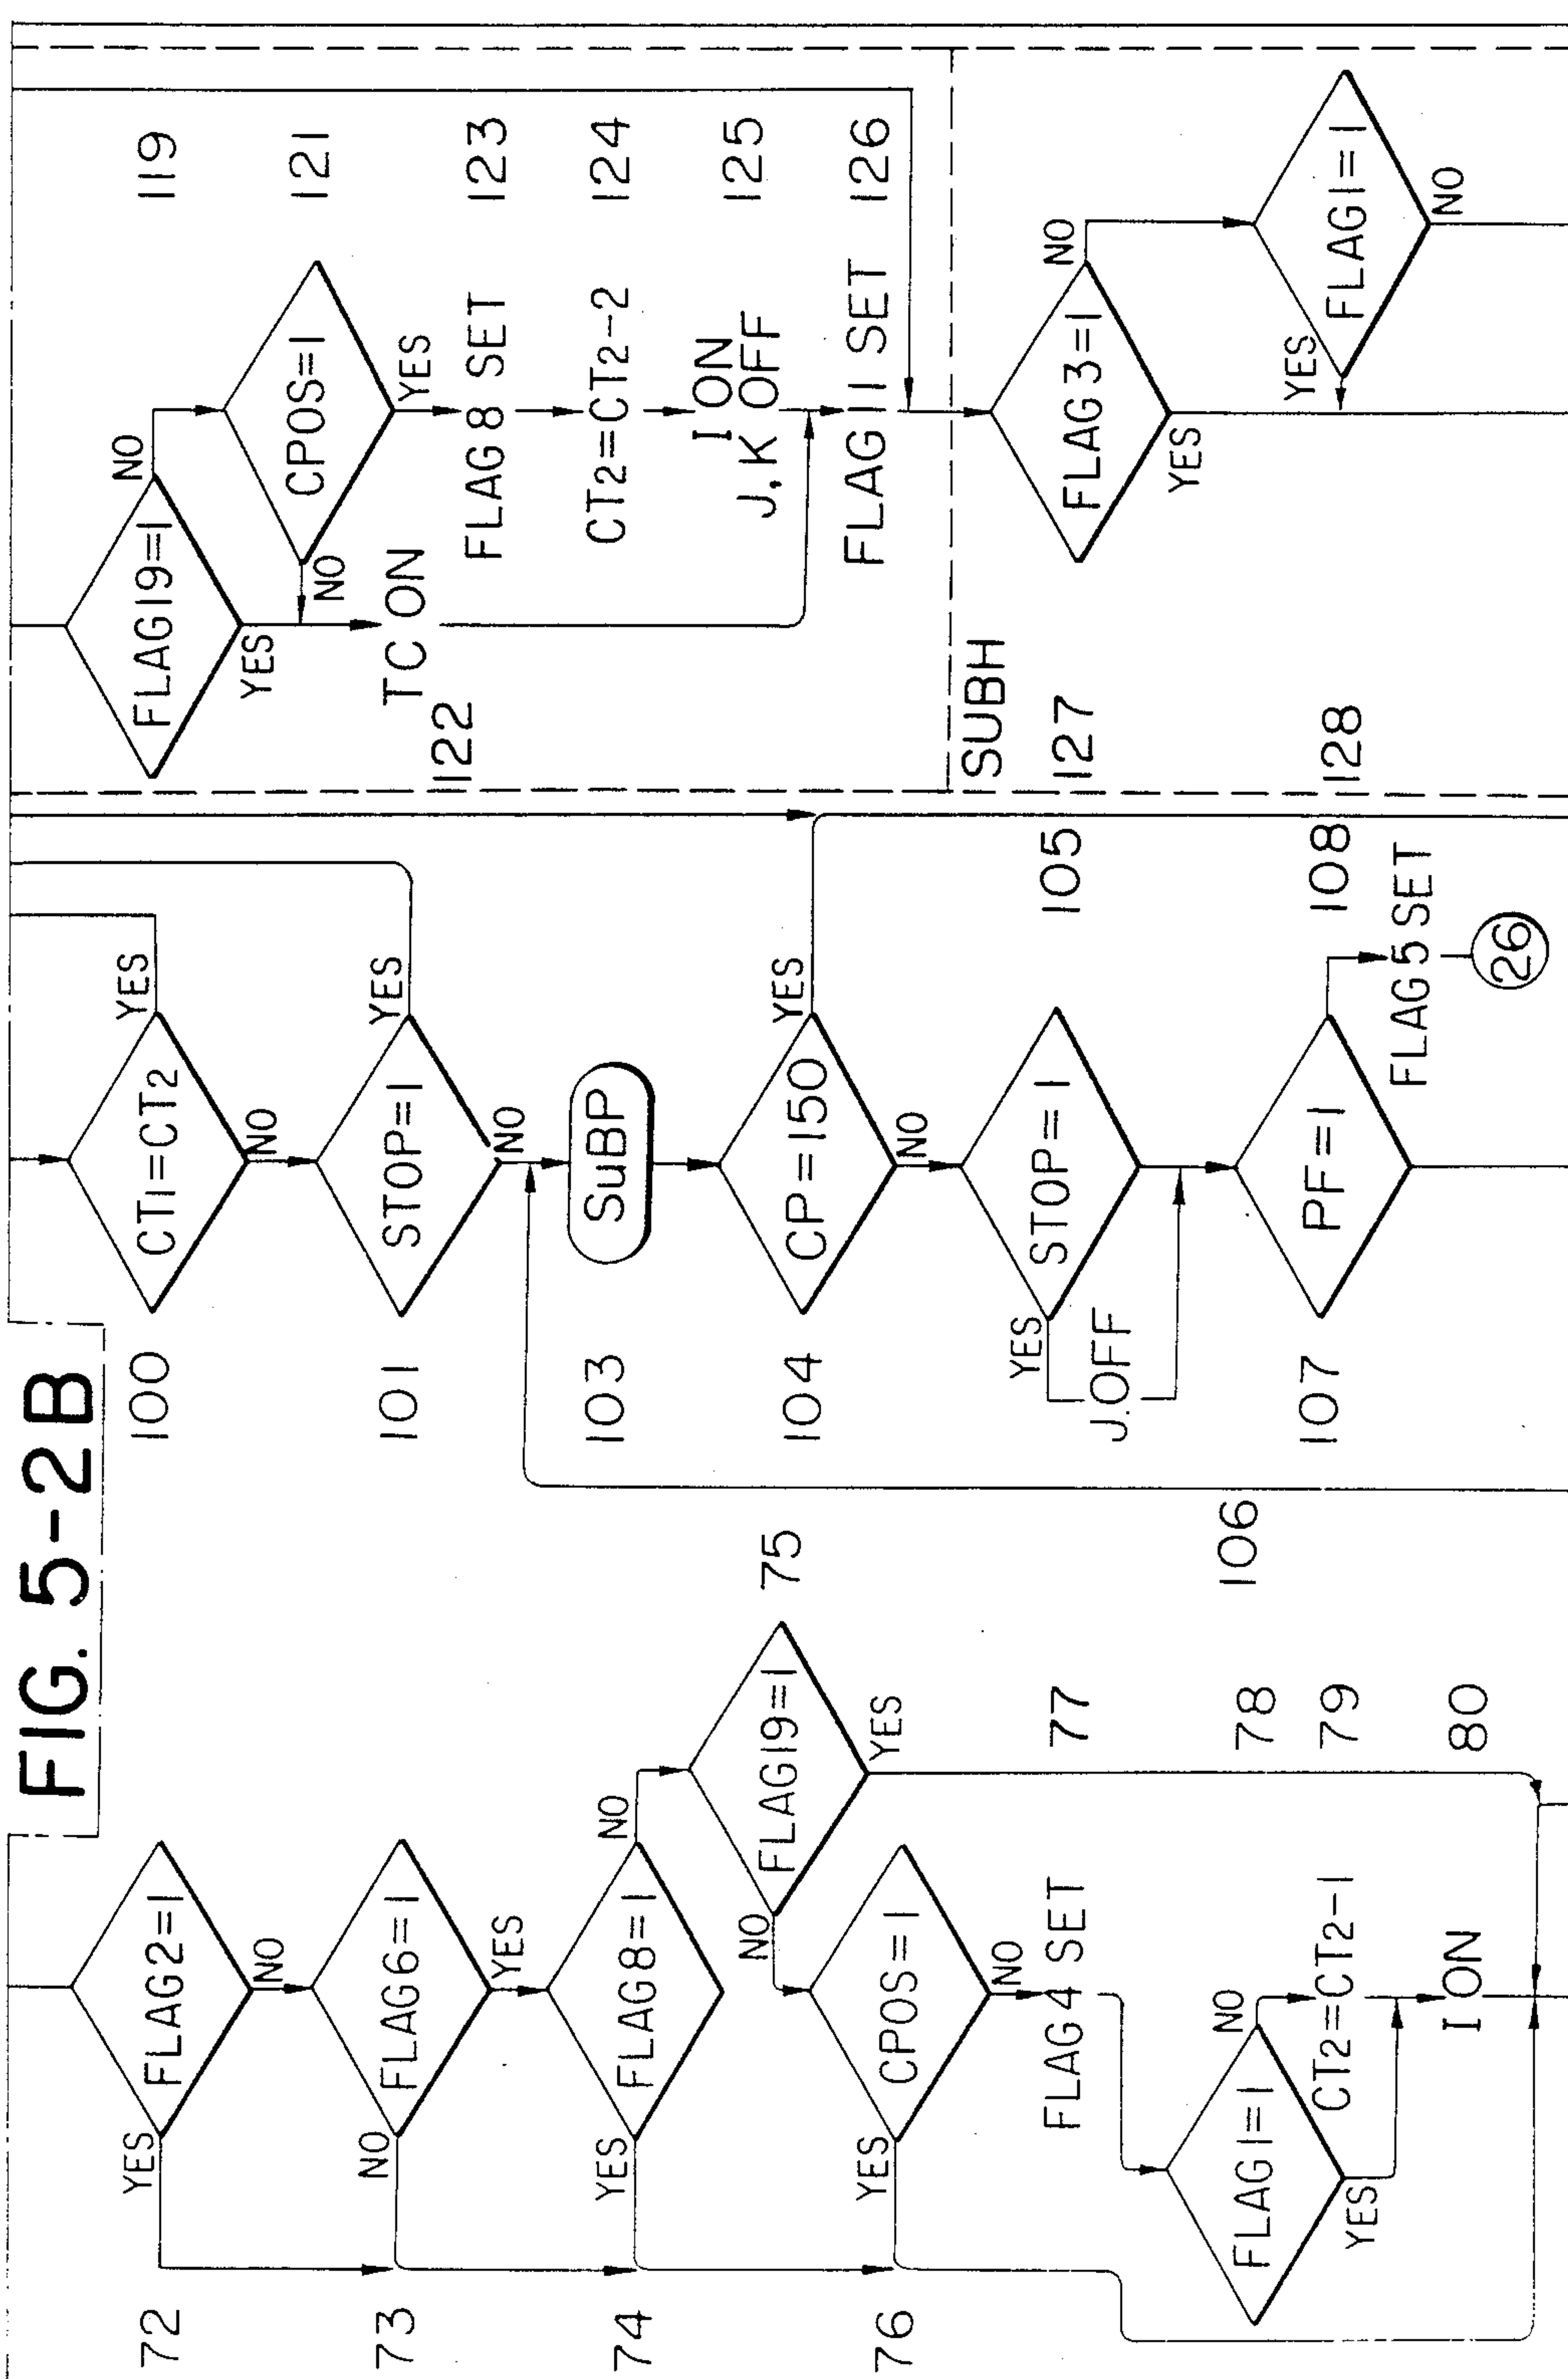 FIG. 5-2B
72
FLAG2=1
YES
NO
73
FLAG6=1
NO
YES
74
FLAG8=1
YES
NO
75
FLAG19=1
NO
YES
76
CPOS=1
YES
NO
77
FLAG4 SET
78
FLAG1=1
YES
NO
79
CT2=CT2-1
80
I ON
100
CT1=CT2
YES
NO
101
STOP=1
YES
NO
103
SUBP
104
CP=150
YES
NO
105
STOP=1
YES
106
J.OFF
107
PF=1
108
FLAG5 SET
26
119
FLAG19=1
NO
YES
121
CPOS=1
NO
YES
122
TC ON
123
FLAG8 SET
124
CT2=CT2-2
125
I ON
J,K OFF
126
FLAG11 SET
SUBH
127
FLAG3=1
NO
YES
128
FLAG1=1
YES
NO